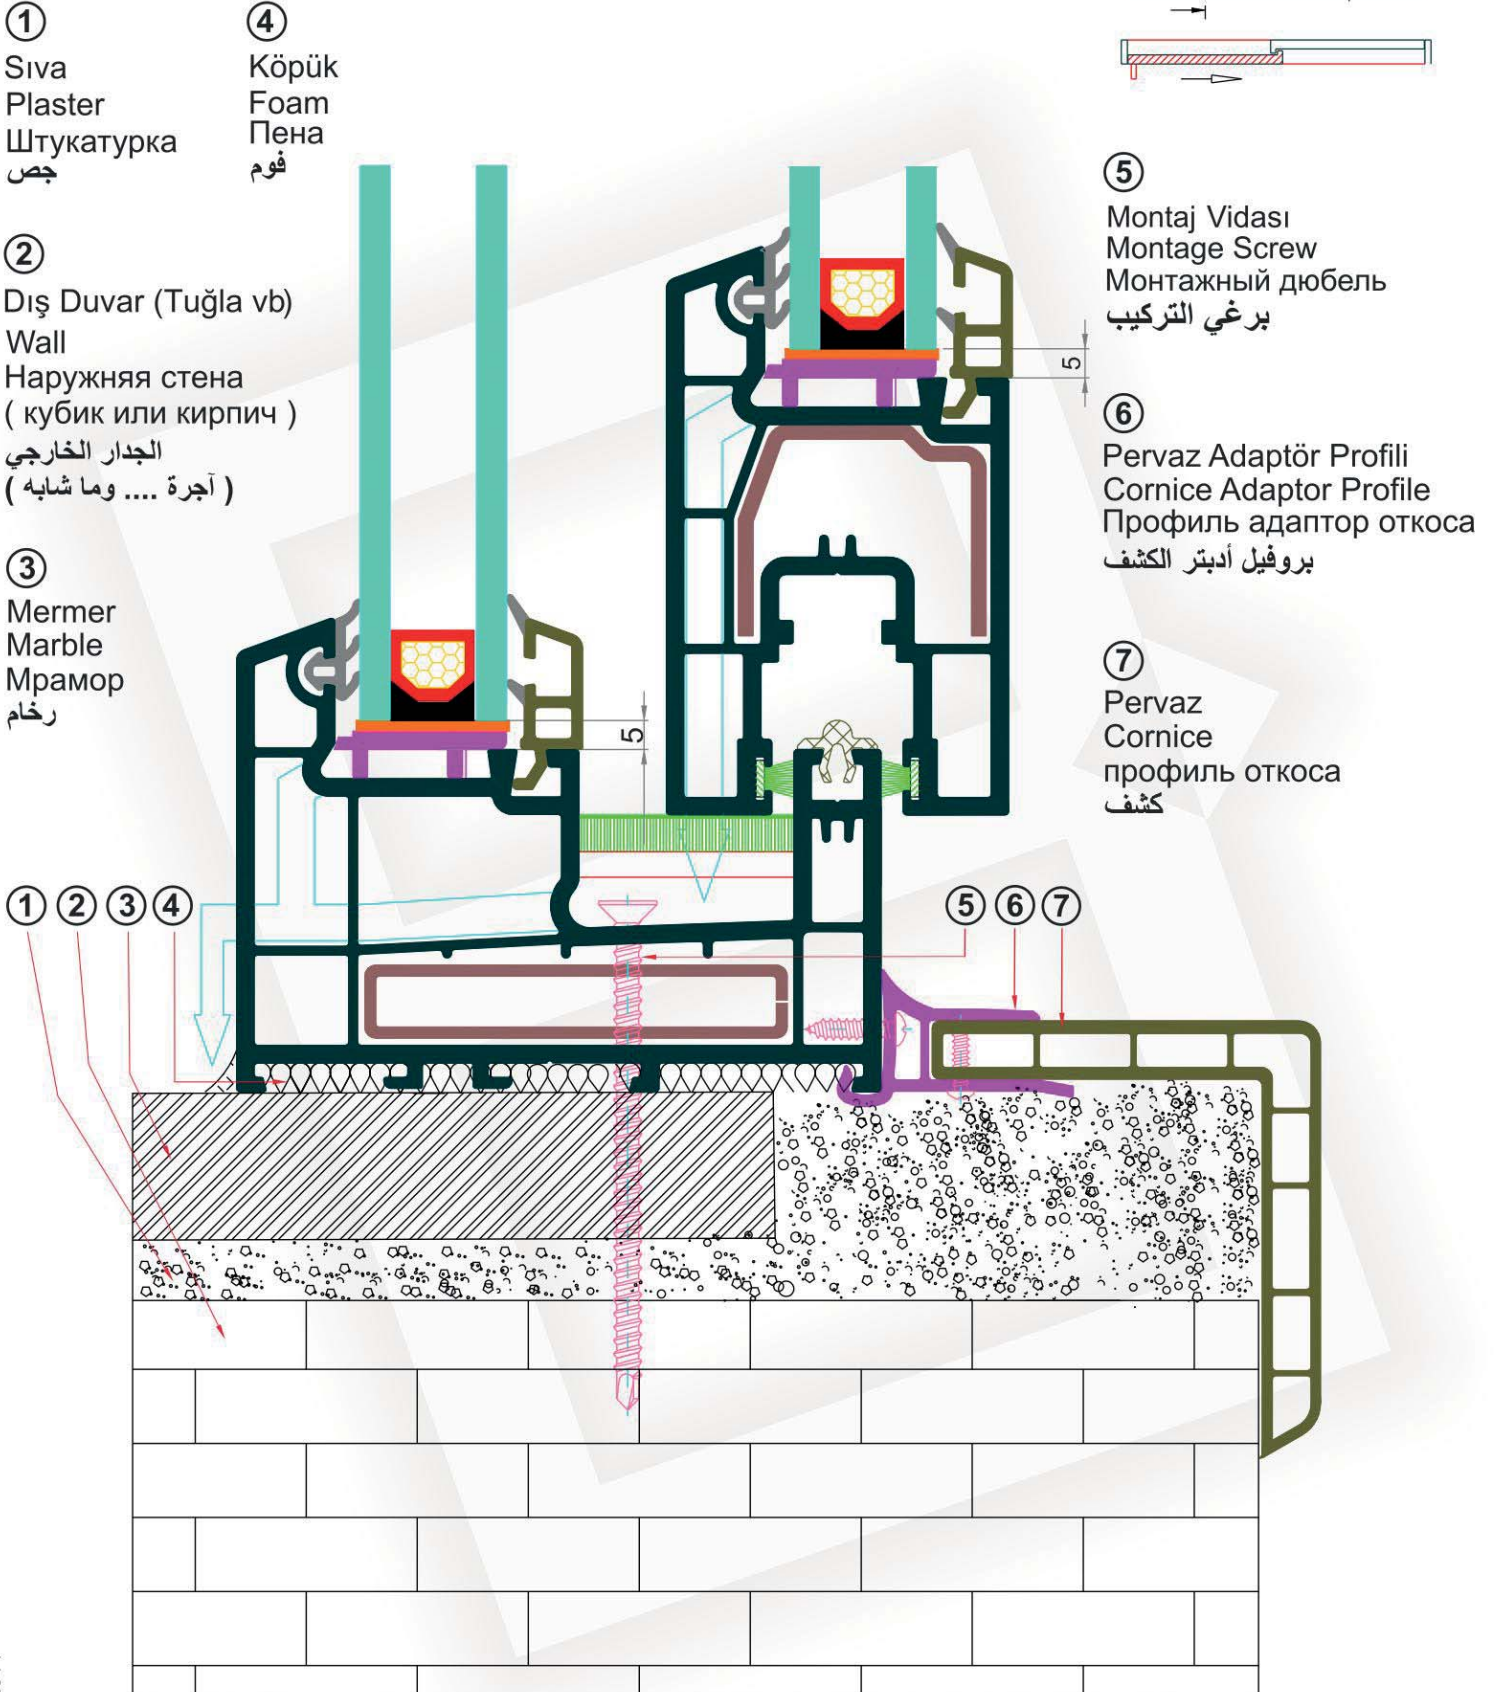 ①
Sıva
Plaster
Штукатурка
جص
④
Köpük
Foam
Пена
فوم
②
Dış Duvar (Tuğla vb)
Wall
Наружняя стена
( кубик или кирпич )
الجدار الخارجي
( آجرة .... وما شابه )
③
Mermer
Marble
Мрамор
رخام
⑤
Montaj Vidası
Montage Screw
Монтажный дюбель
برغي التركيب
⑥
Pervaz Adaptör Profili
Cornice Adaptor Profile
Профиль адаптор откоса
بروفيل أدبتر الكشف
⑦
Pervaz
Cornice
профиль откоса
كشف
5
5
① ② ③ ④
⑤ ⑥ ⑦